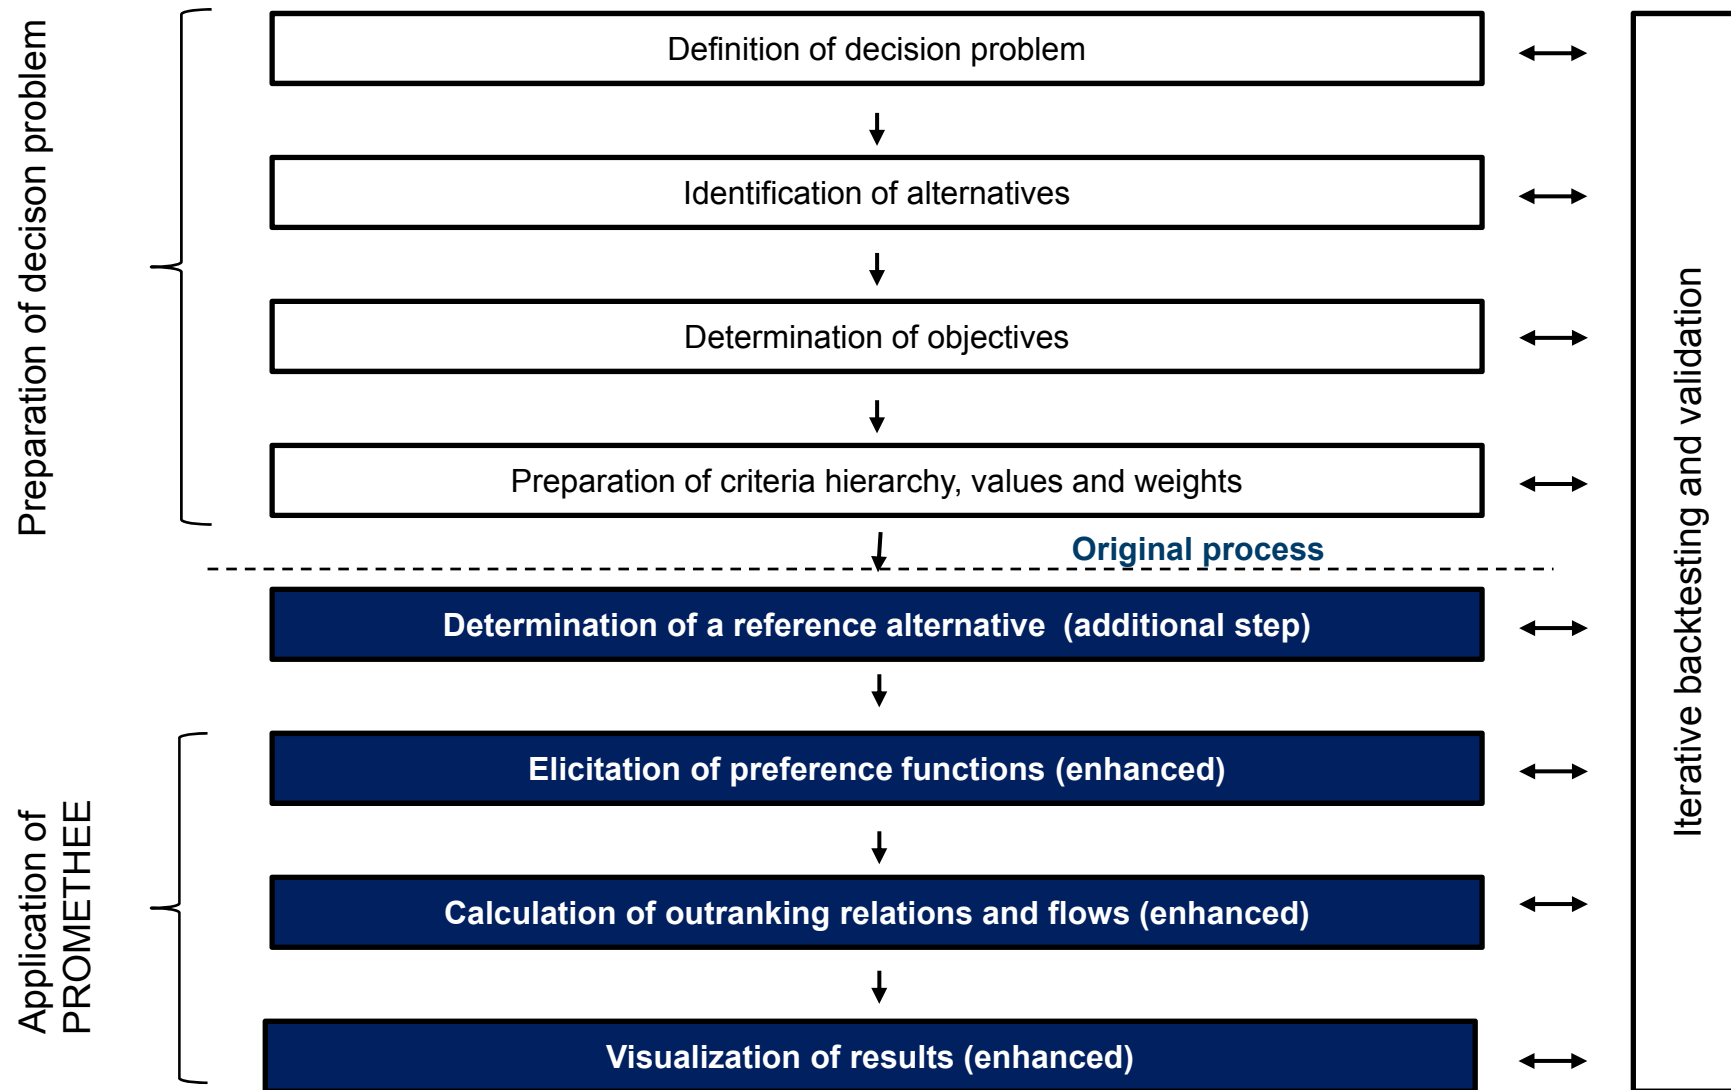 Preparation of decison problem
Definition of decision problem
Identification of alternatives
Determination of objectives
Preparation of criteria hierarchy, values and weights
Original process
Determination of a reference alternative  (additional step)
Application of
PROMETHEE
Elicitation of preference functions (enhanced)
Calculation of outranking relations and flows (enhanced)
Visualization of results (enhanced)
Iterative backtesting and validation